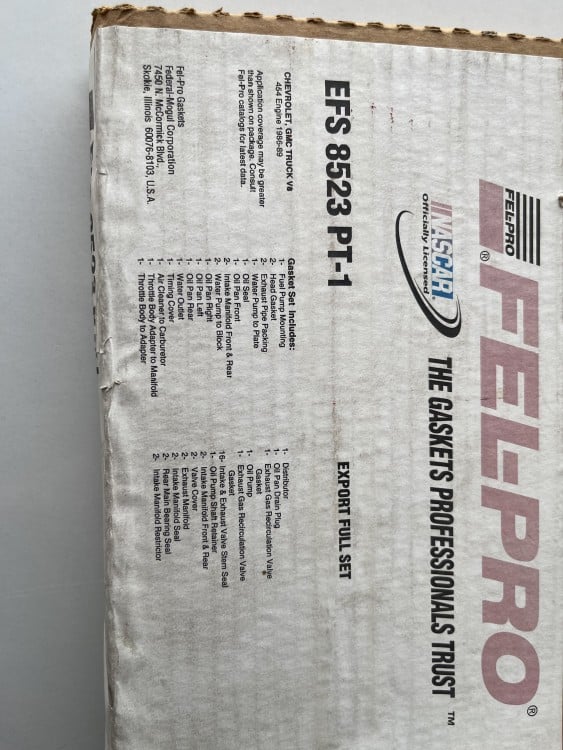 FEL-PRO
®
FEL-PRO®
NASCAR
Officially Licensed
THE GASKETS PROFESSIONALS TRUST ™
EFS 8523 PT-1
EXPORT FULL SET
CHEVROLET, GMC TRUCK V8
454 Engine 1986-89
Application coverage may be greater
than shown on package. Consult
Fel-Pro catalogs for latest data.
Fel-Pro Gaskets
Federal-Mogul Corporation
7450 N. McCormick Blvd.
Skokie, Illinois 60076-8103, U.S.A.
Gasket Set Includes:
1- Fuel Pump Mounting
2- Head Gasket
2- Exhaust Pipe Packing
1- Water Pump to Plate
1- Oil Seal
1- Oil Pan Front
2- Intake Manifold Front & Rear
2- Water Pump to Block
1- Oil Pan Right
1- Oil Pan Left
1- Oil Pan Rear
1- Water Outlet
1- Timing Cover
1- Air Cleaner to Carburetor
1- Throttle Body Adapter to Manifold
1- Throttle Body to Adapter
1- Distributor
1- Oil Pan Drain Plug
1- Exhaust Gas Recirculation Valve
Gasket
1- Oil Pump
1- Exhaust Gas Recirculation Valve
Gasket
16- Intake & Exhaust Valve Stem Seal
1- Oil Pump Shaft Retainer
2- Intake Manifold Front & Rear
2- Valve Cover
2- Exhaust Manifold
2- Intake Manifold Seal
2- Rear Main Bearing Seal
2- Intake Manifold Restrictor